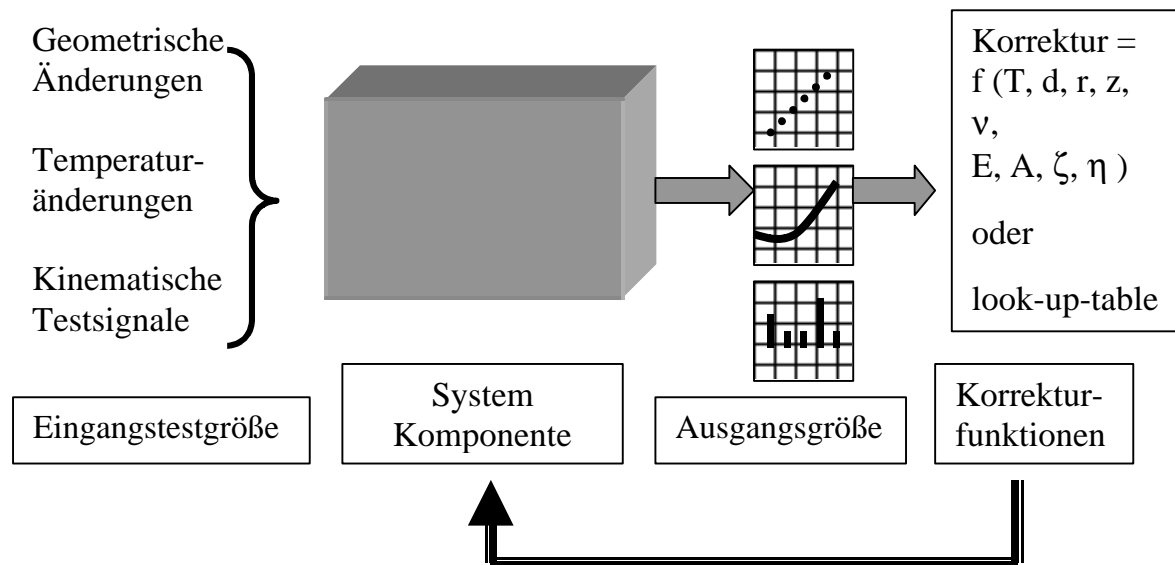 Geometrische
Änderungen
Temperatur-
änderungen
Kinematische
Testsignale
Korrektur =
f (T, d, r, z,
ν,
E, A, ζ, η )
oder
look-up-table
Eingangstestgröße
System
Komponente
Ausgangsgröße
Korrektur-
funktionen